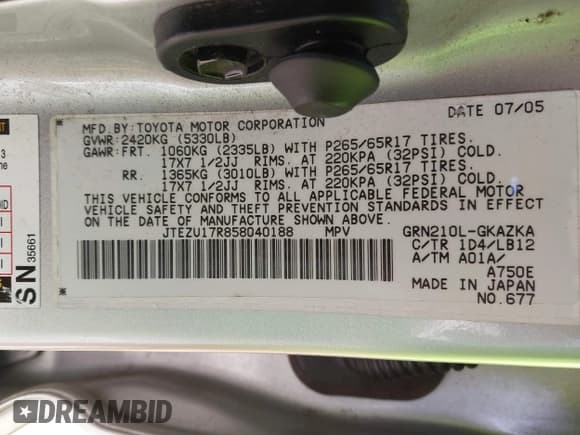 DATE 07/05
MFD. BY: TOYOTA MOTOR CORPORATION
GVWR: 2420KG (5330LB)
GAWR: FRT. 1060KG (2335LB) WITH P265/65R17 TIRES.
17X7 1/2JJ RIMS. AT 220KPA (32PSI) COLD.
RR. 1365KG (3010LB) WITH P265/65R17 TIRES.
17X7 1/2JJ RIMS. AT 220KPA (32PSI) COLD.
THIS VEHICLE CONFORMS TO ALL APPLICABLE FEDERAL MOTOR
VEHICLE SAFETY AND THEFT PREVENTION STANDARDS IN EFFECT
ON THE DATE OF MANUFACTURE SHOWN ABOVE.
JTEZU17R858040188 MPV GRN210L-GKAZKA
C/TR 1D4/LB12
A/TM A01A/
A750E
MADE IN JAPAN
NO.677
SN 35661
DREAMBID